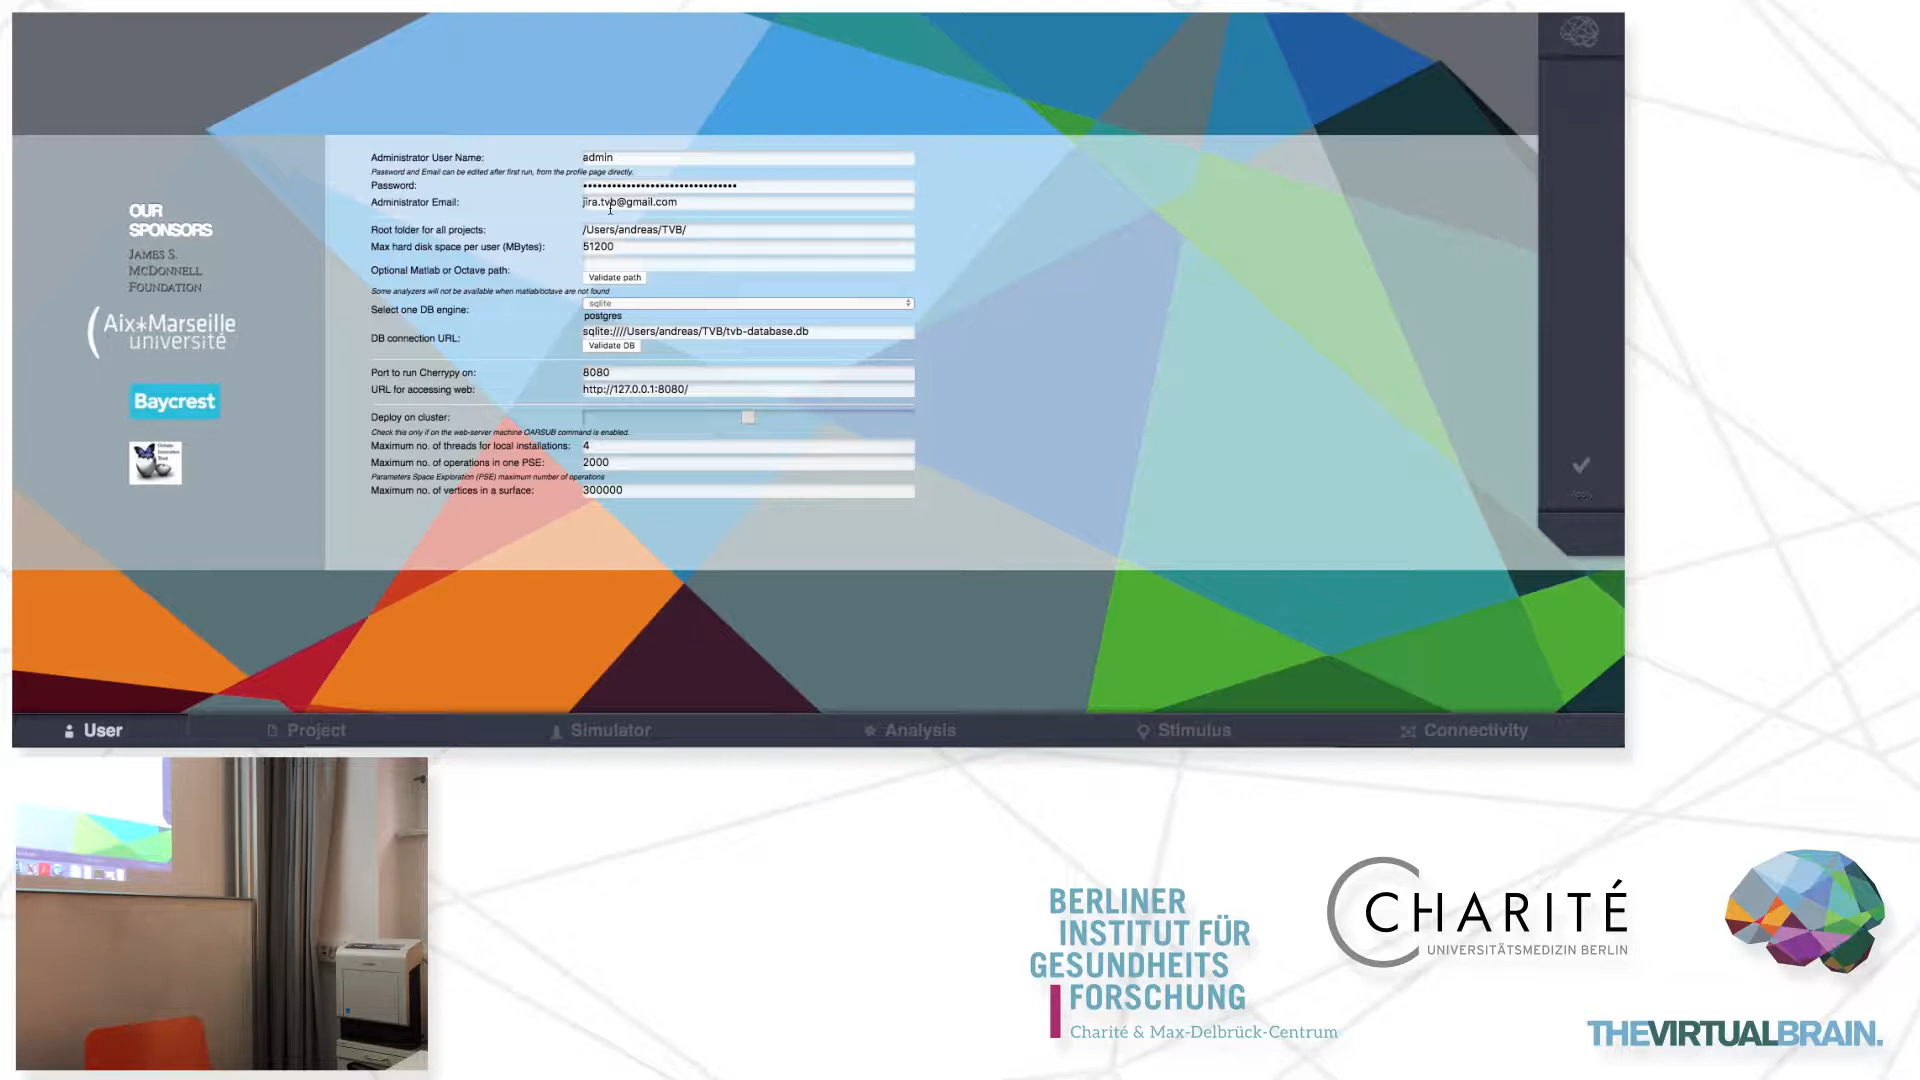 Administrator User Name: admin
Password and Email can be edited after first run, from the profile page directly.
Password: ••••••••••••••••••••••••••••••••
Administrator Email: jira.tvb@gmail.com
Root folder for all projects: /Users/andreas/TVB/
Max hard disk space per user (MBytes): 51200
Optional Matlab or Octave path:
Validate path
Some analyzers will not be available when matlab/octave are not found
Select one DB engine: sqlite
postgres
DB connection URL: sqlite:////Users/andreas/TVB/tvb-database.db
Validate DB
Port to run Cherrypy on: 8080
URL for accessing web: http://127.0.0.1:8080/
Deploy on cluster:
Check this only if on the web-server machine OARSUB command is enabled.
Maximum no. of threads for local installations: 4
Maximum no. of operations in one PSE: 2000
Parameters Space Exploration (PSE) maximum number of operations
Maximum no. of vertices in a surface: 300000
OUR
SPONSORS
JAMES S.
MCDONNELL
FOUNDATION
Aix*Marseille
université
Baycrest
Apply
User
Project
Simulator
Analysis
Stimulus
Connectivity
BERLINER
INSTITUT FÜR
GESUNDHEITS
FORSCHUNG
Charité & Max-Delbrück-Centrum
CHARITÉ
UNIVERSITÄTSMEDIZIN BERLIN
THEVIRTUALBRAIN.